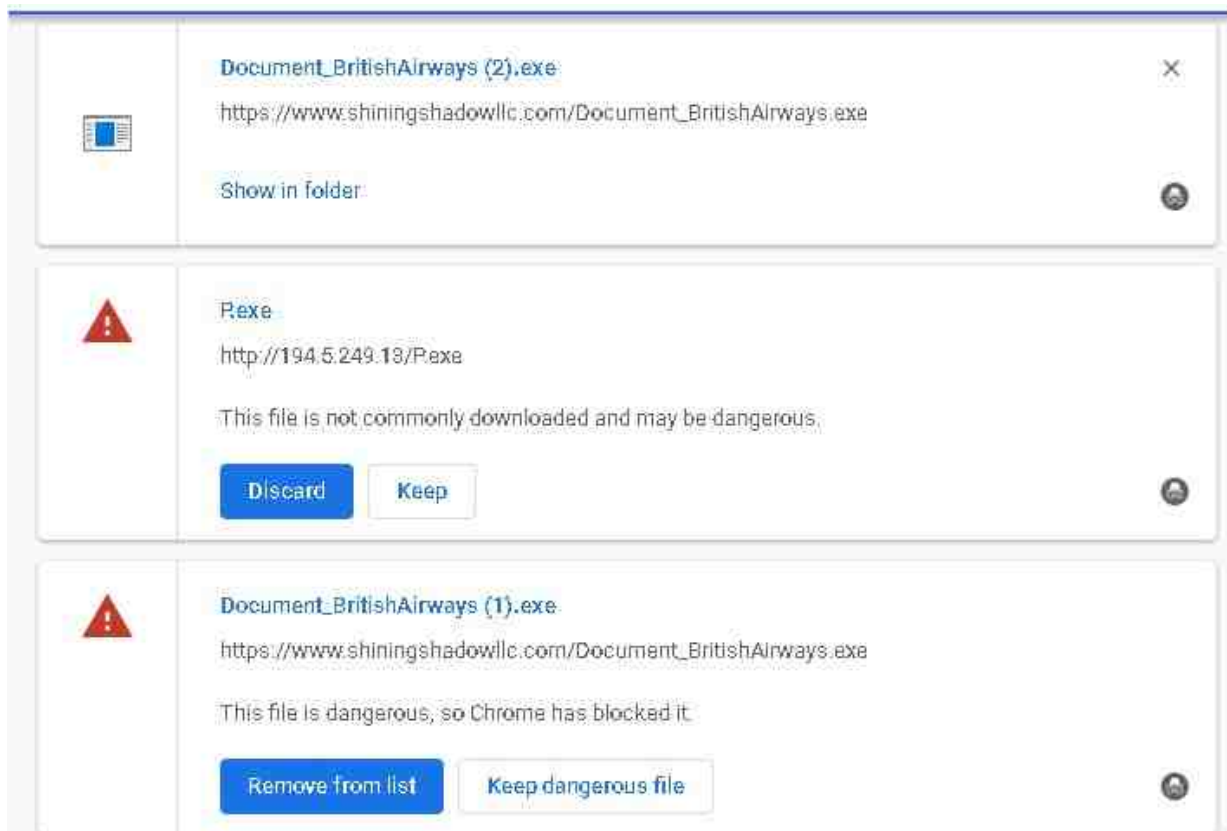 Document_BritishAirways (2).exe
https://www.shiningshadowllc.com/Document_BritishAirways.exe
Show in folder
P.exe
http://194.5.249.18/P.exe
This file is not commonly downloaded and may be dangerous.
Discard Keep
Document_BritishAirways (1).exe
https://www.shiningshadowllc.com/Document_BritishAirways.exe
This file is dangerous, so Chrome has blocked it.
Remove from list Keep dangerous file